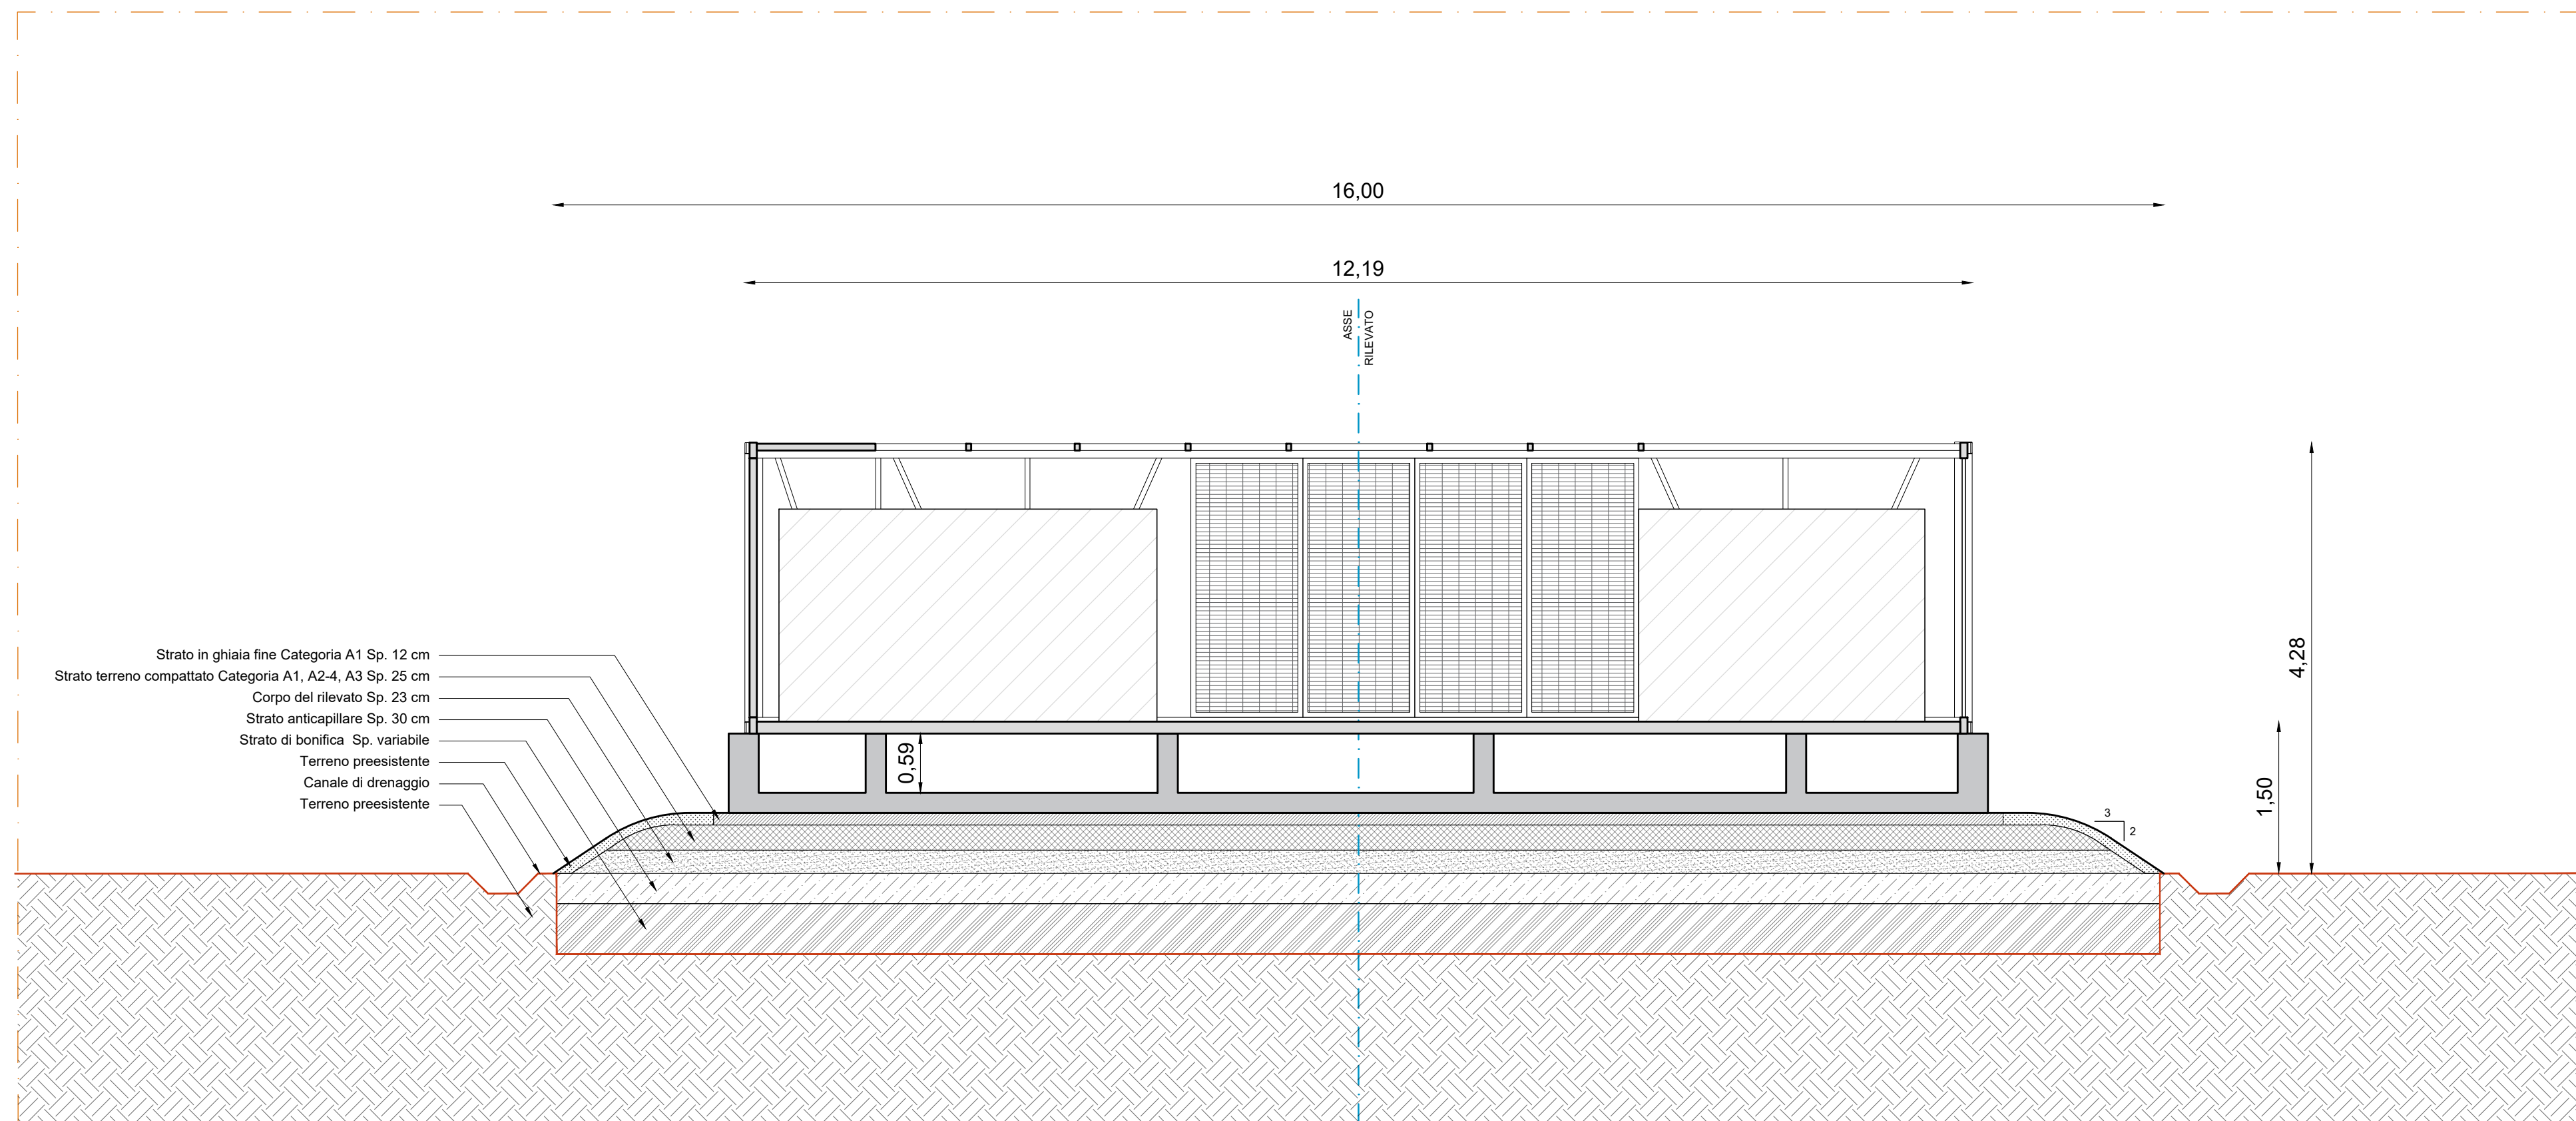 16,00
12,19
ASSE
RILEVATO
Strato in ghiaia fine Categoria A1 Sp. 12 cm
Strato terreno compattato Categoria A1, A2-4, A3 Sp. 25 cm
Corpo del rilevato Sp. 23 cm
Strato anticapillare Sp. 30 cm
Strato di bonifica  Sp. variabile
Terreno preesistente
Canale di drenaggio
Terreno preesistente
0,59
3
2
1,50
4,28